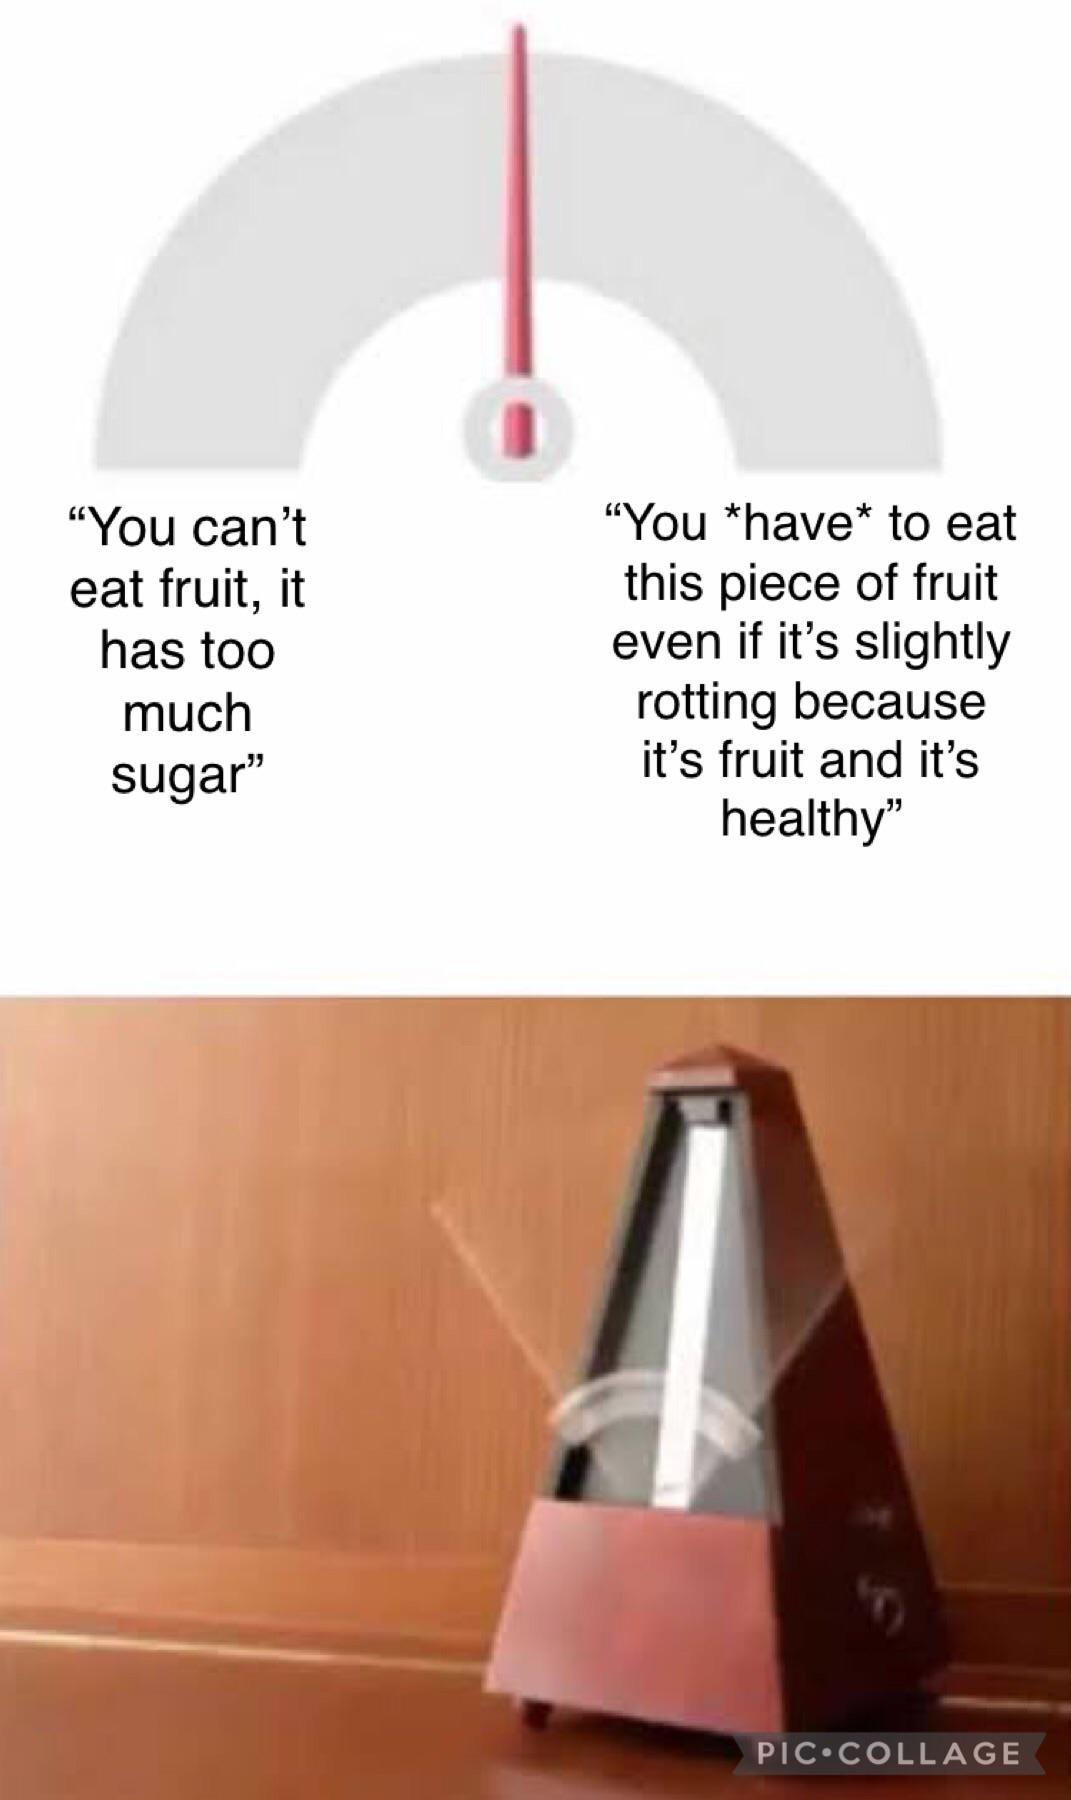 “You can’t
eat fruit, it
has too
much
sugar”
“You *have* to eat
this piece of fruit
even if it’s slightly
rotting because
it’s fruit and it’s
healthy”
PIC•COLLAGE